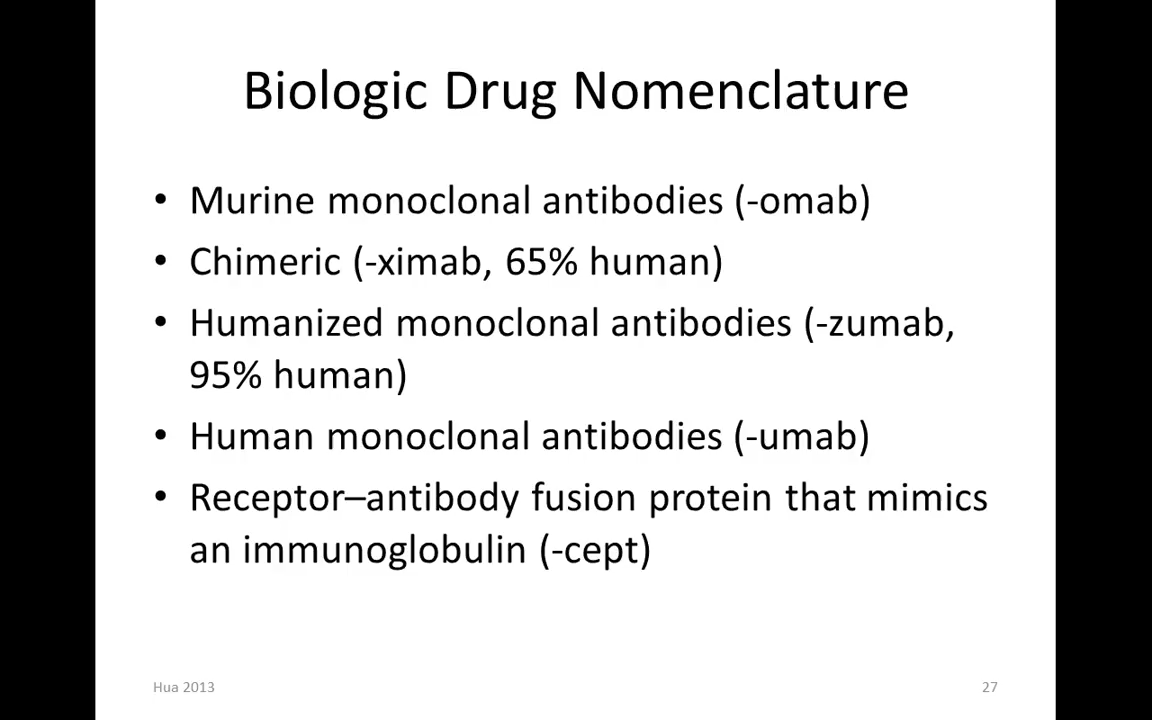 Biologic Drug Nomenclature
• Murine monoclonal antibodies (-omab)
• Chimeric (-ximab, 65% human)
• Humanized monoclonal antibodies (-zumab,
95% human)
• Human monoclonal antibodies (-umab)
• Receptor–antibody fusion protein that mimics
an immunoglobulin (-cept)
Hua 2013
27